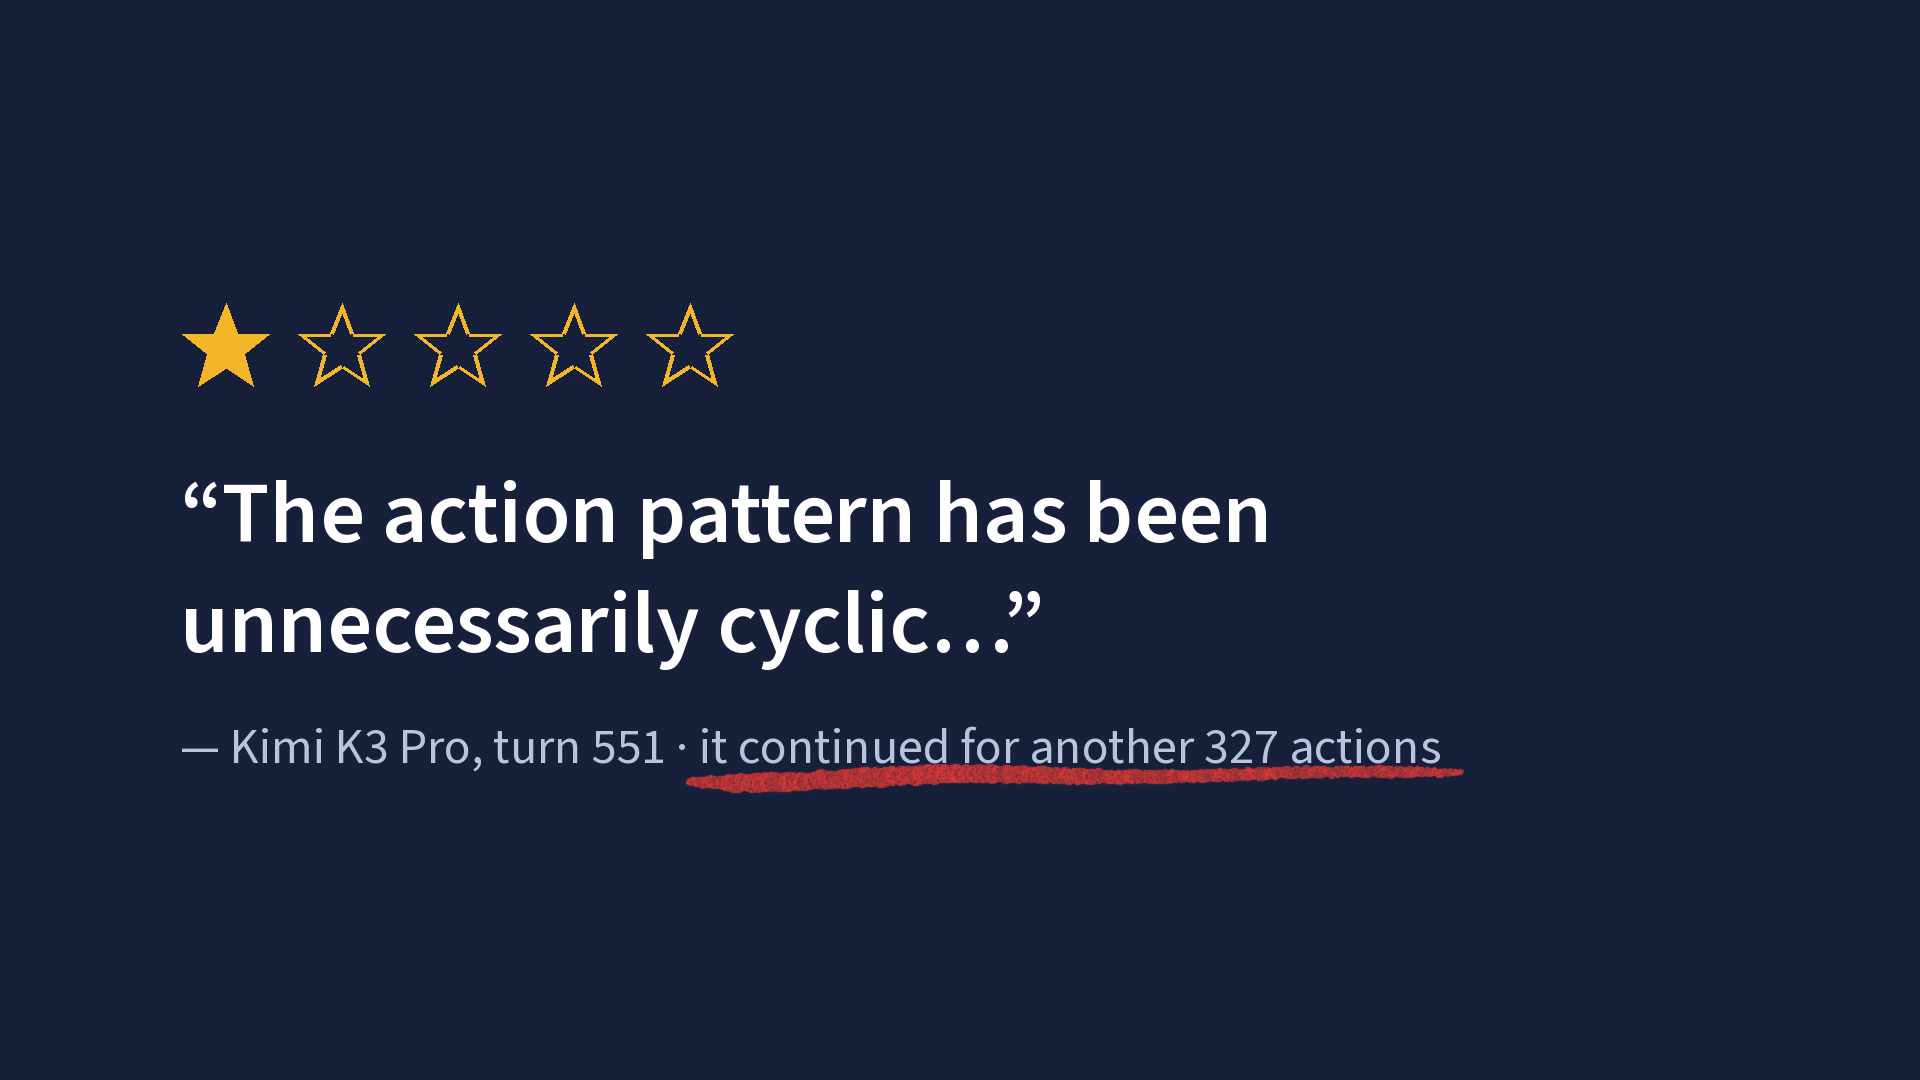 “The action pattern has been
unnecessarily cyclic…”
— Kimi K3 Pro, turn 551 · it continued for another 327 actions